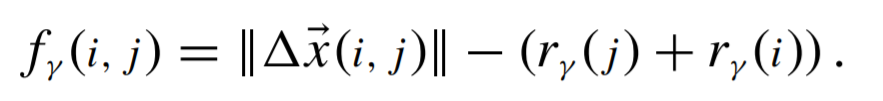 f_γ(i, j) = ‖Δx⃗(i, j)‖ − (r_γ(j) + r_γ(i)) .